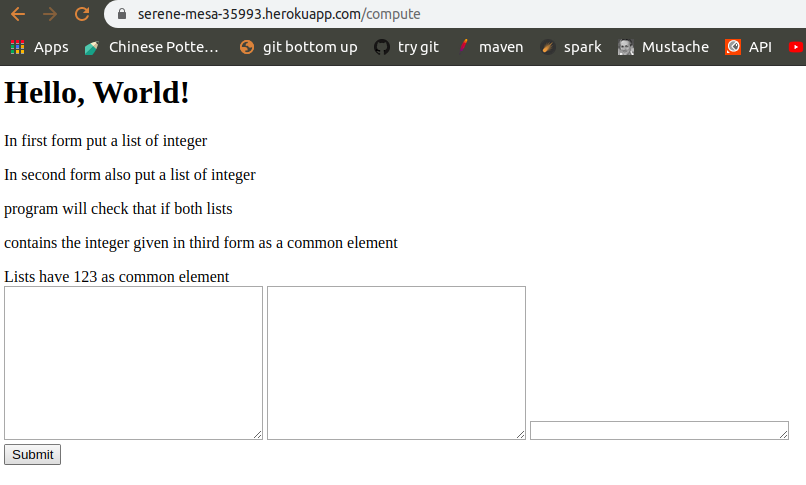 serene-mesa-35993.herokuapp.com/compute
Apps Chinese Potte... git bottom up try git maven spark Mustache API
Hello, World!
In first form put a list of integer
In second form also put a list of integer
program will check that if both lists
contains the integer given in third form as a common element
Lists have 123 as common element
Submit